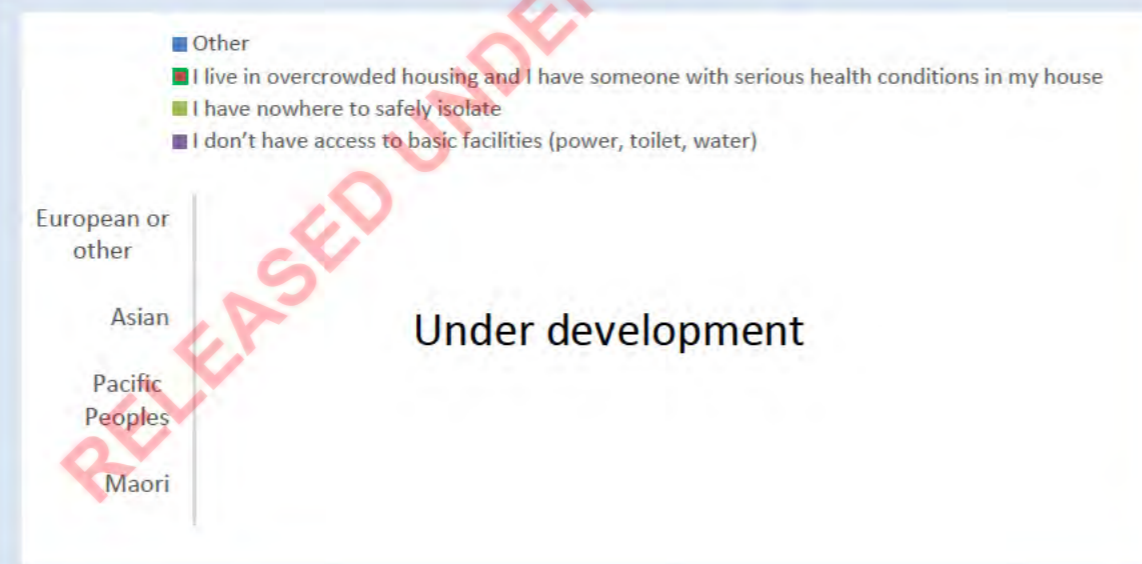 Other
I live in overcrowded housing and I have someone with serious health conditions in my house
I have nowhere to safely isolate
I don't have access to basic facilities (power, toilet, water)
European or
other
Asian
Pacific
Peoples
Maori
Under development
RELEASED UNDER